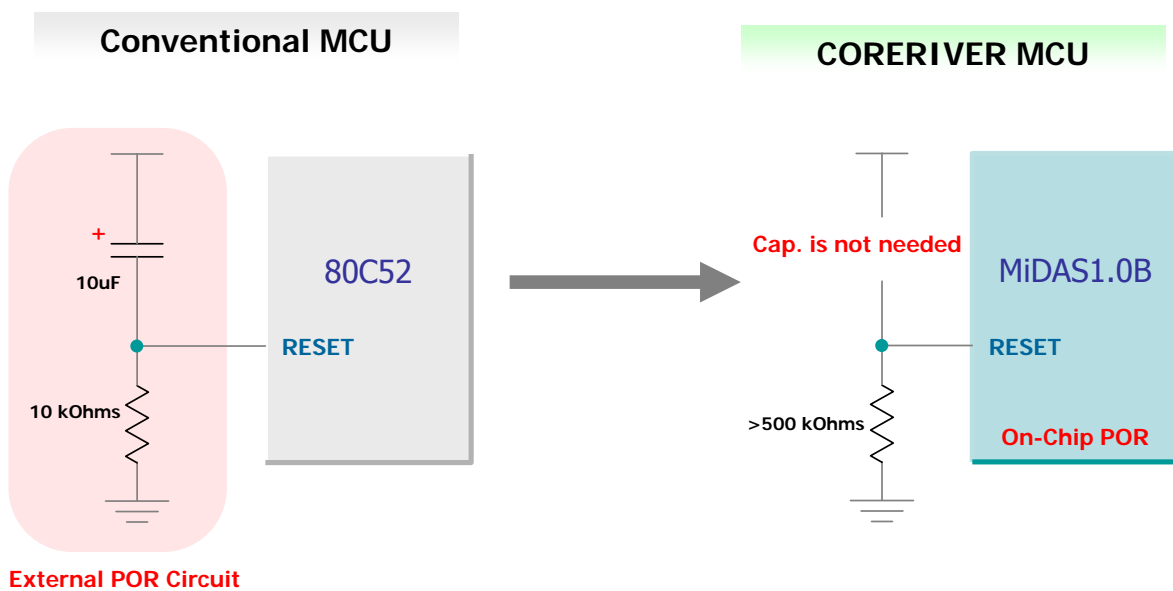 Conventional MCU
CORERIVER MCU
+
10uF
80C52
RESET
10 kOhms
External POR Circuit
Cap. is not needed
MiDAS1.0B
RESET
>500 kOhms
On-Chip POR